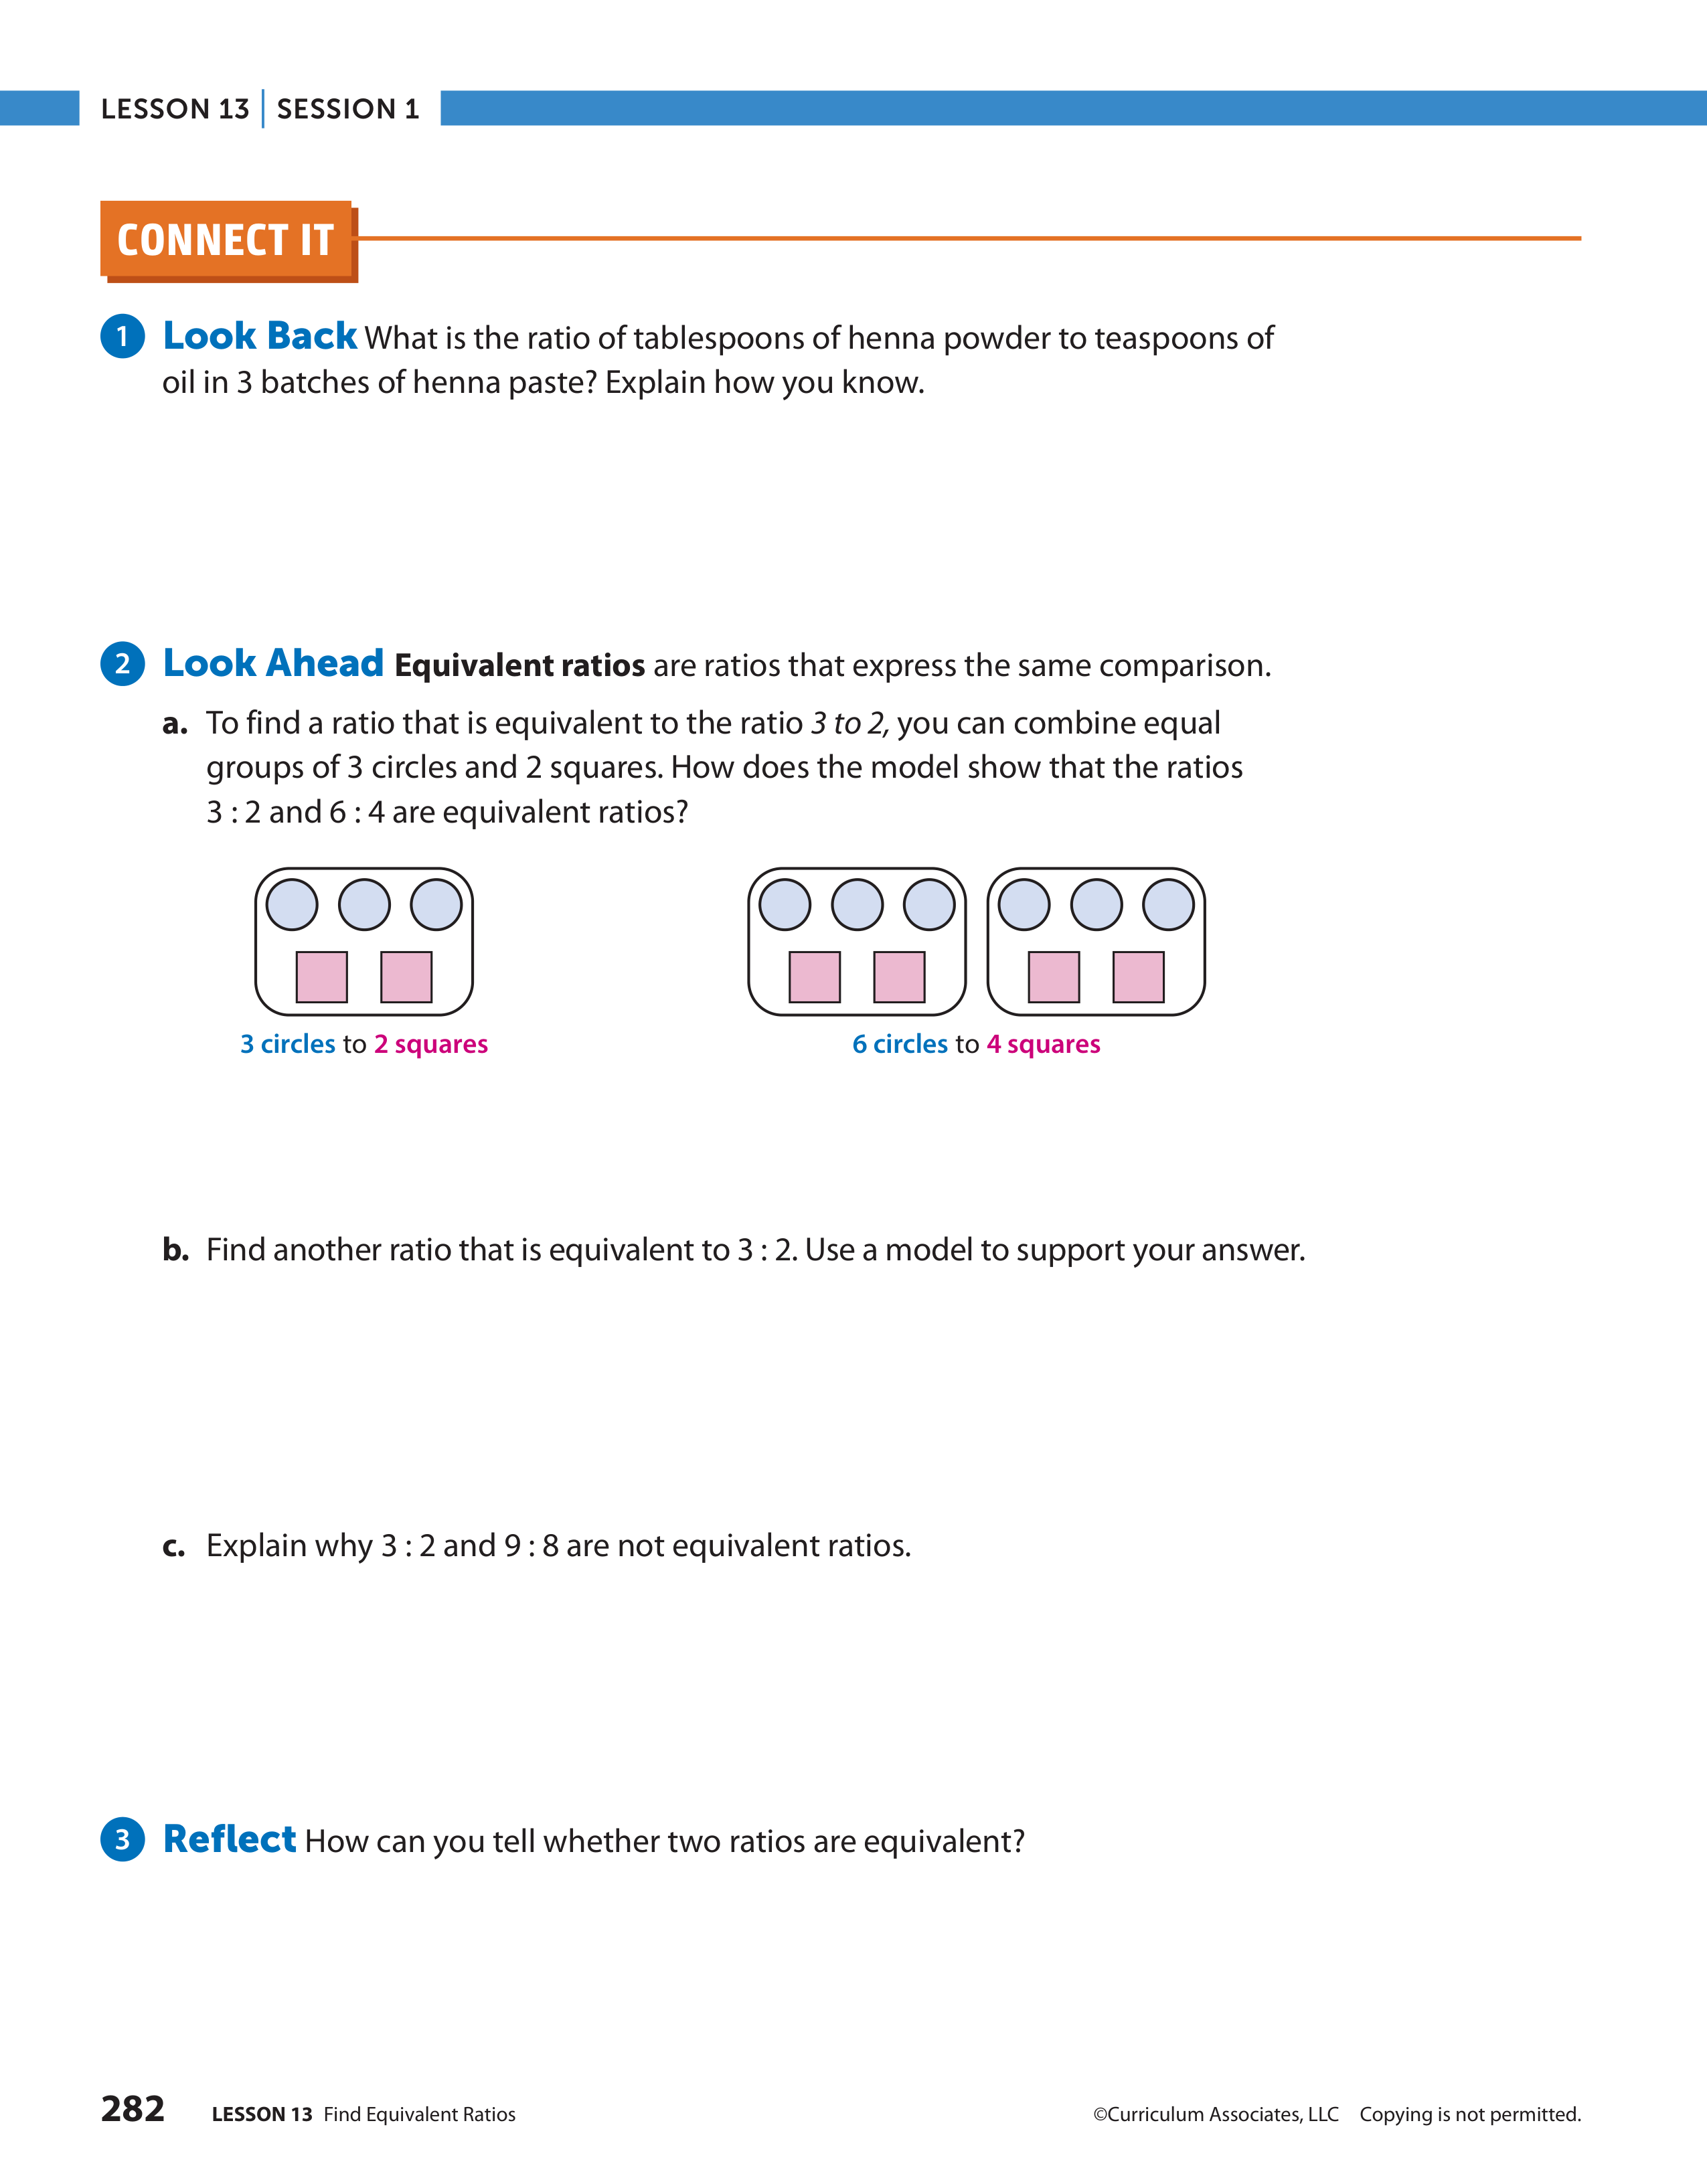 LESSON 13 | SESSION 1
CONNECT IT
1 Look Back What is the ratio of tablespoons of henna powder to teaspoons of
oil in 3 batches of henna paste? Explain how you know.
2 Look Ahead Equivalent ratios are ratios that express the same comparison.
a. To find a ratio that is equivalent to the ratio 3 to 2, you can combine equal
groups of 3 circles and 2 squares. How does the model show that the ratios
3 : 2 and 6 : 4 are equivalent ratios?
3 circles to 2 squares
6 circles to 4 squares
b. Find another ratio that is equivalent to 3 : 2. Use a model to support your answer.
c. Explain why 3 : 2 and 9 : 8 are not equivalent ratios.
3 Reflect How can you tell whether two ratios are equivalent?
282 LESSON 13 Find Equivalent Ratios
©Curriculum Associates, LLC Copying is not permitted.